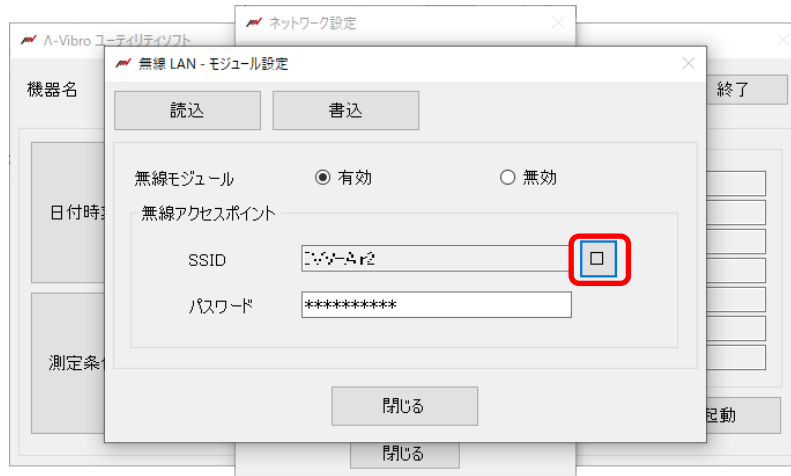 ネットワーク設定
Λ-Vibro ユーティリティソフト
無線 LAN - モジュール設定
機器名
終了
読込
書込
無線モジュール
有効
無効
日付時
無線アクセスポイント
SSID
パスワード
**********
測定条
閉じる
起動
閉じる